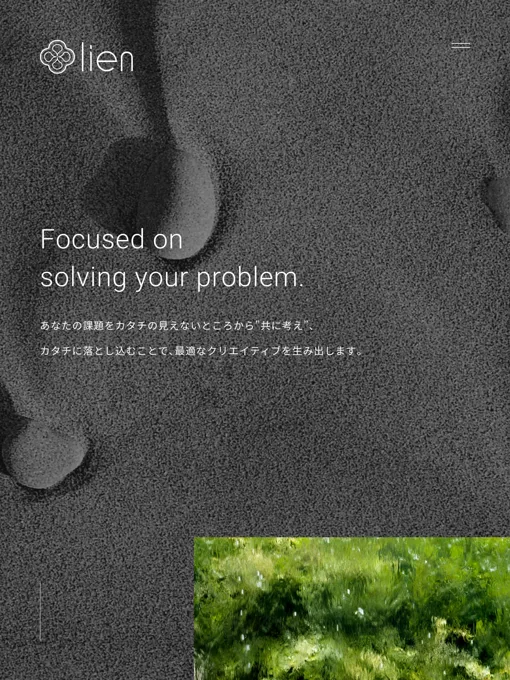 lien
Focused on
solving your problem.
あなたの課題をカタチの見えないところから”共に考え”、
カタチに落とし込むことで、最適なクリエイティブを生み出します。